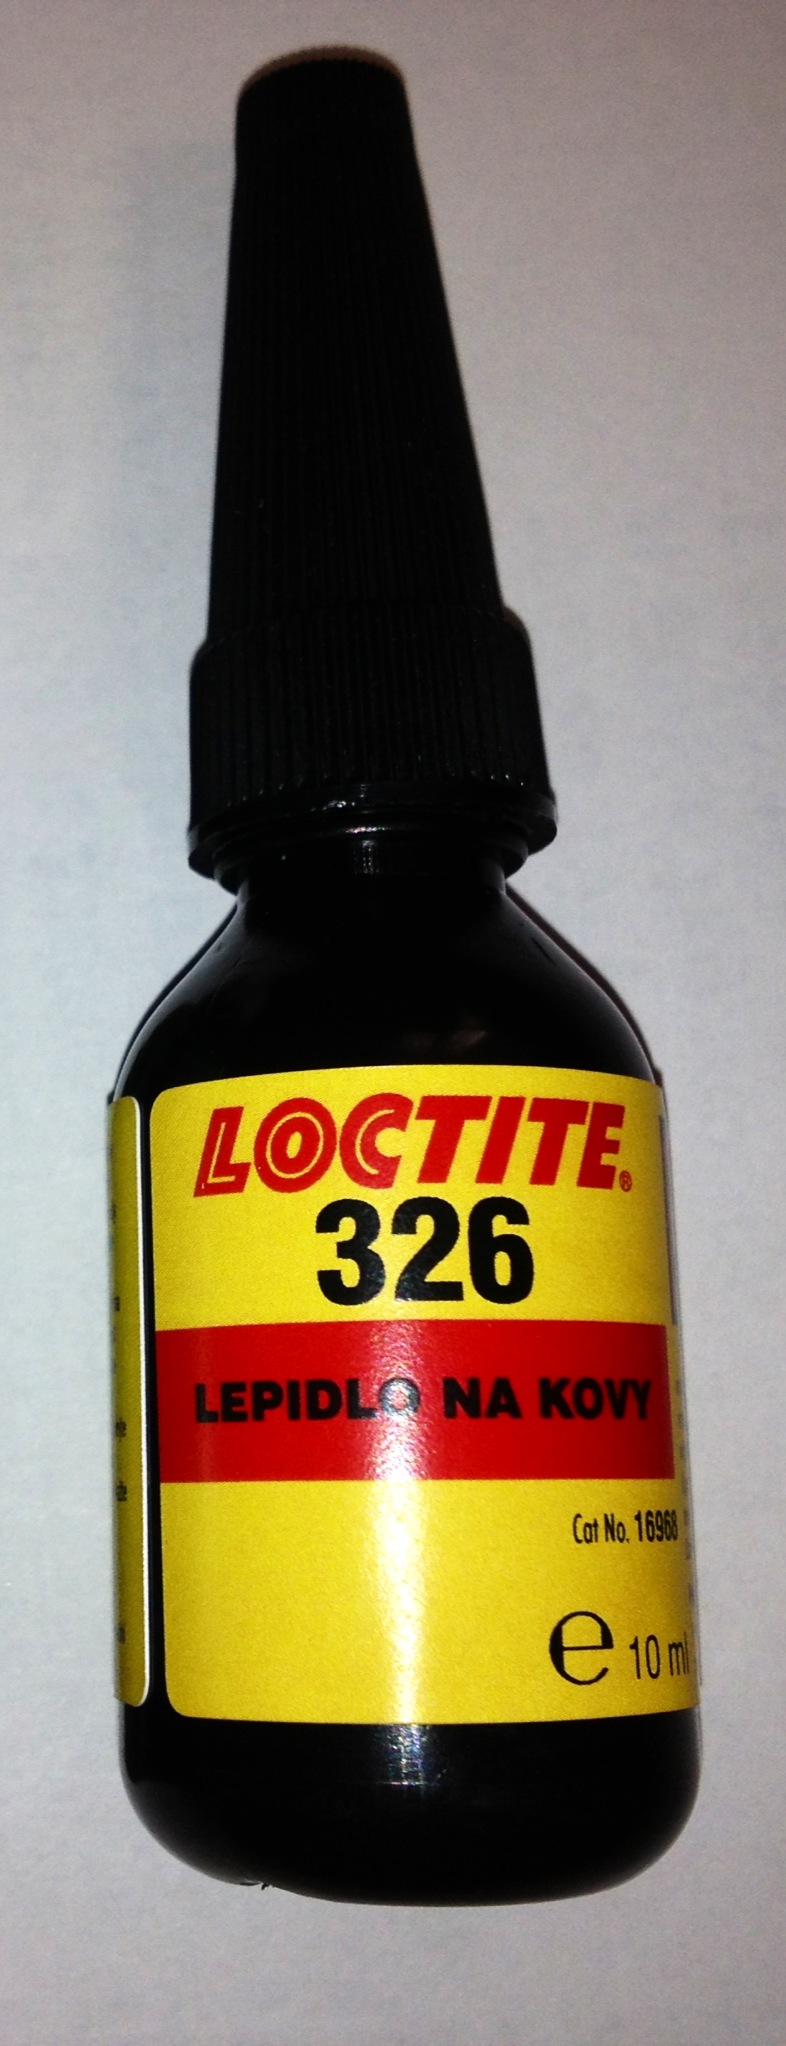 LOCTITE®
326
LEPIDLO NA KOVY
Cat No. 16968
e 10 ml